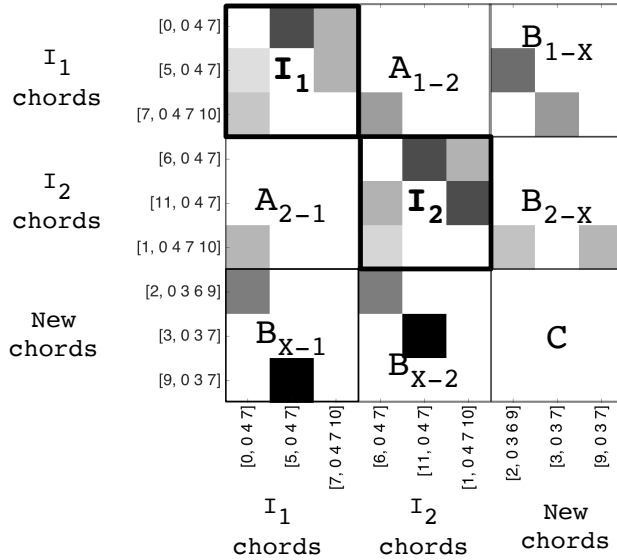 I1
chords
[0, 0 4 7]
[5, 0 4 7]
[7, 0 4 7 10]
I1
A1-2
B1-X
I2
chords
[6, 0 4 7]
[11, 0 4 7]
[1, 0 4 7 10]
A2-1
I2
B2-X
New
chords
[2, 0 3 6 9]
[3, 0 3 7]
[9, 0 3 7]
BX-1
BX-2
C
[0, 0 4 7]
[5, 0 4 7]
[7, 0 4 7 10]
[6, 0 4 7]
[11, 0 4 7]
[1, 0 4 7 10]
[2, 0 3 6 9]
[3, 0 3 7]
[9, 0 3 7]
I1
chords
I2
chords
New
chords